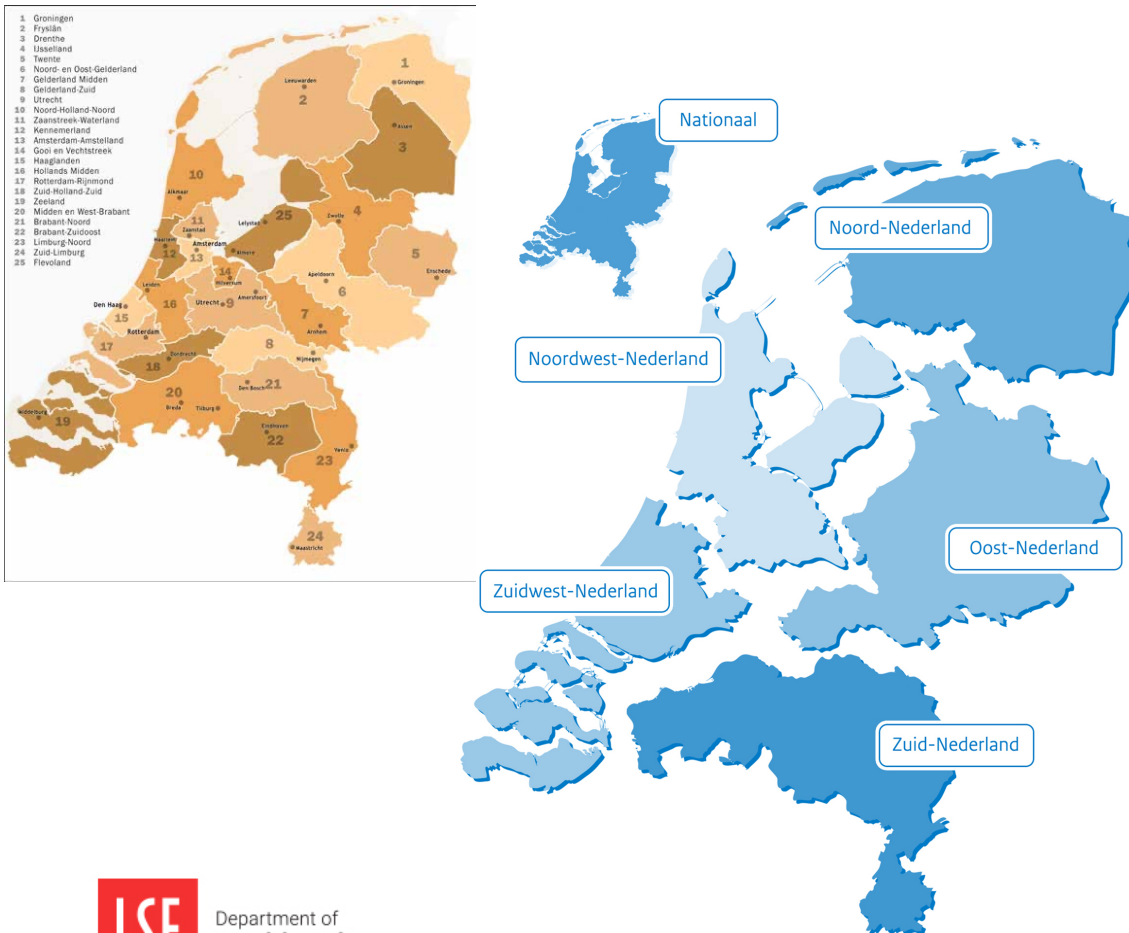 1 Groningen
2 Fryslân
3 Drenthe
4 IJsselland
5 Twente
6 Noord- en Oost-Gelderland
7 Gelderland Midden
8 Gelderland-Zuid
9 Utrecht
10 Noord-Holland-Noord
11 Zaanstreek-Waterland
12 Kennemerland
13 Amsterdam-Amstelland
14 Gooi en Vechtstreek
15 Haaglanden
16 Hollands Midden
17 Rotterdam-Rijnmond
18 Zuid-Holland-Zuid
19 Zeeland
20 Midden en West-Brabant
21 Brabant-Noord
22 Brabant-Zuidoost
23 Limburg-Noord
24 Zuid-Limburg
25 Flevoland
1
Groningen
Leeuwarden
2
Assen
3
10
Alkmaar
25
Lelystad
4
Zwolle
11
Zaanstad
Haarlem
12
Amsterdam
13
Almere
5
Enschede
Apeldoorn
6
14
Hilversum
Leiden
Amersfoort
Utrecht 9
Den Haag
16
15
7
Arnhem
Rotterdam
17
8
Nijmegen
Dordrecht
18
Den Bosch 21
20
Breda
Tilburg
Middelburg
19
Eindhoven
22
Venlo
23
24
Maastricht
Nationaal
Noord-Nederland
Noordwest-Nederland
Oost-Nederland
Zuidwest-Nederland
Zuid-Nederland
LSE
Department of